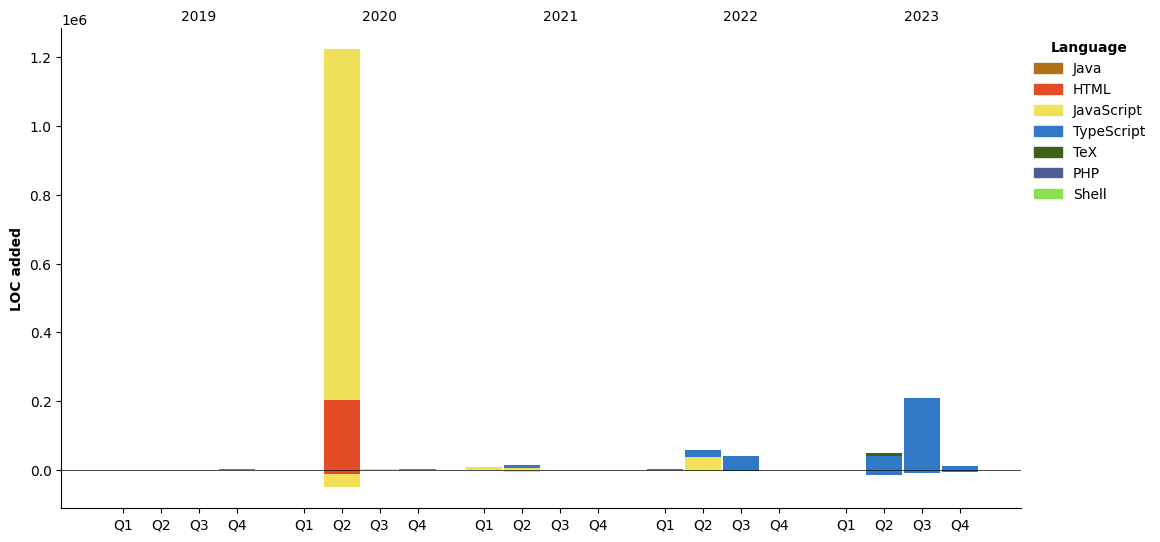 2019 2020 2021 2022 2023
1e6
Language
Java
HTML
JavaScript
TypeScript
TeX
PHP
Shell
LOC added
1.2
1.0
0.8
0.6
0.4
0.2
0.0
Q1 Q2 Q3 Q4 Q1 Q2 Q3 Q4 Q1 Q2 Q3 Q4 Q1 Q2 Q3 Q4 Q1 Q2 Q3 Q4